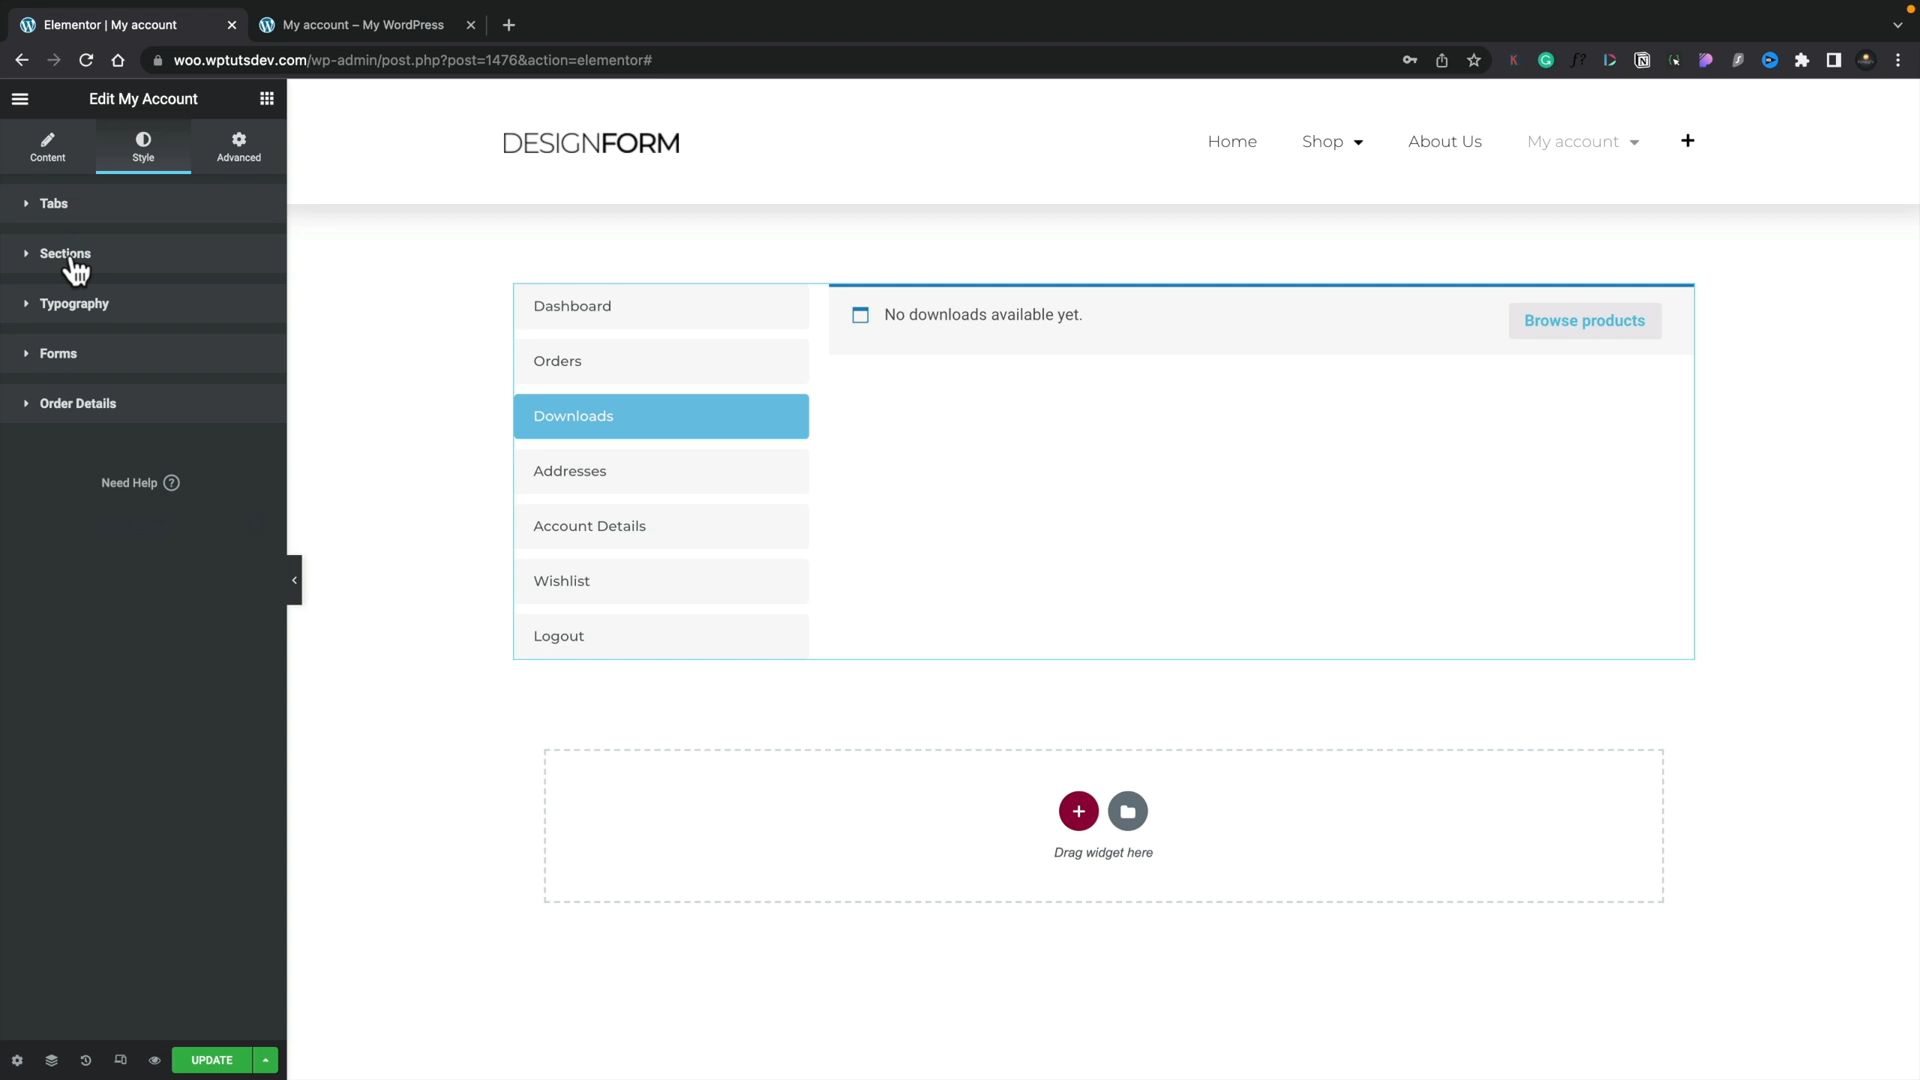 Elementor | My account
My account – My WordPress
woo.wptutsdev.com/wp-admin/post.php?post=1476&action=elementor#
Edit My Account
Content
Style
Advanced
Tabs
Sections
Typography
Forms
Order Details
Need Help
UPDATE
DESIGNFORM
Home
Shop
About Us
My account
Dashboard
Orders
Downloads
Addresses
Account Details
Wishlist
Logout
No downloads available yet.
Browse products
Drag widget here